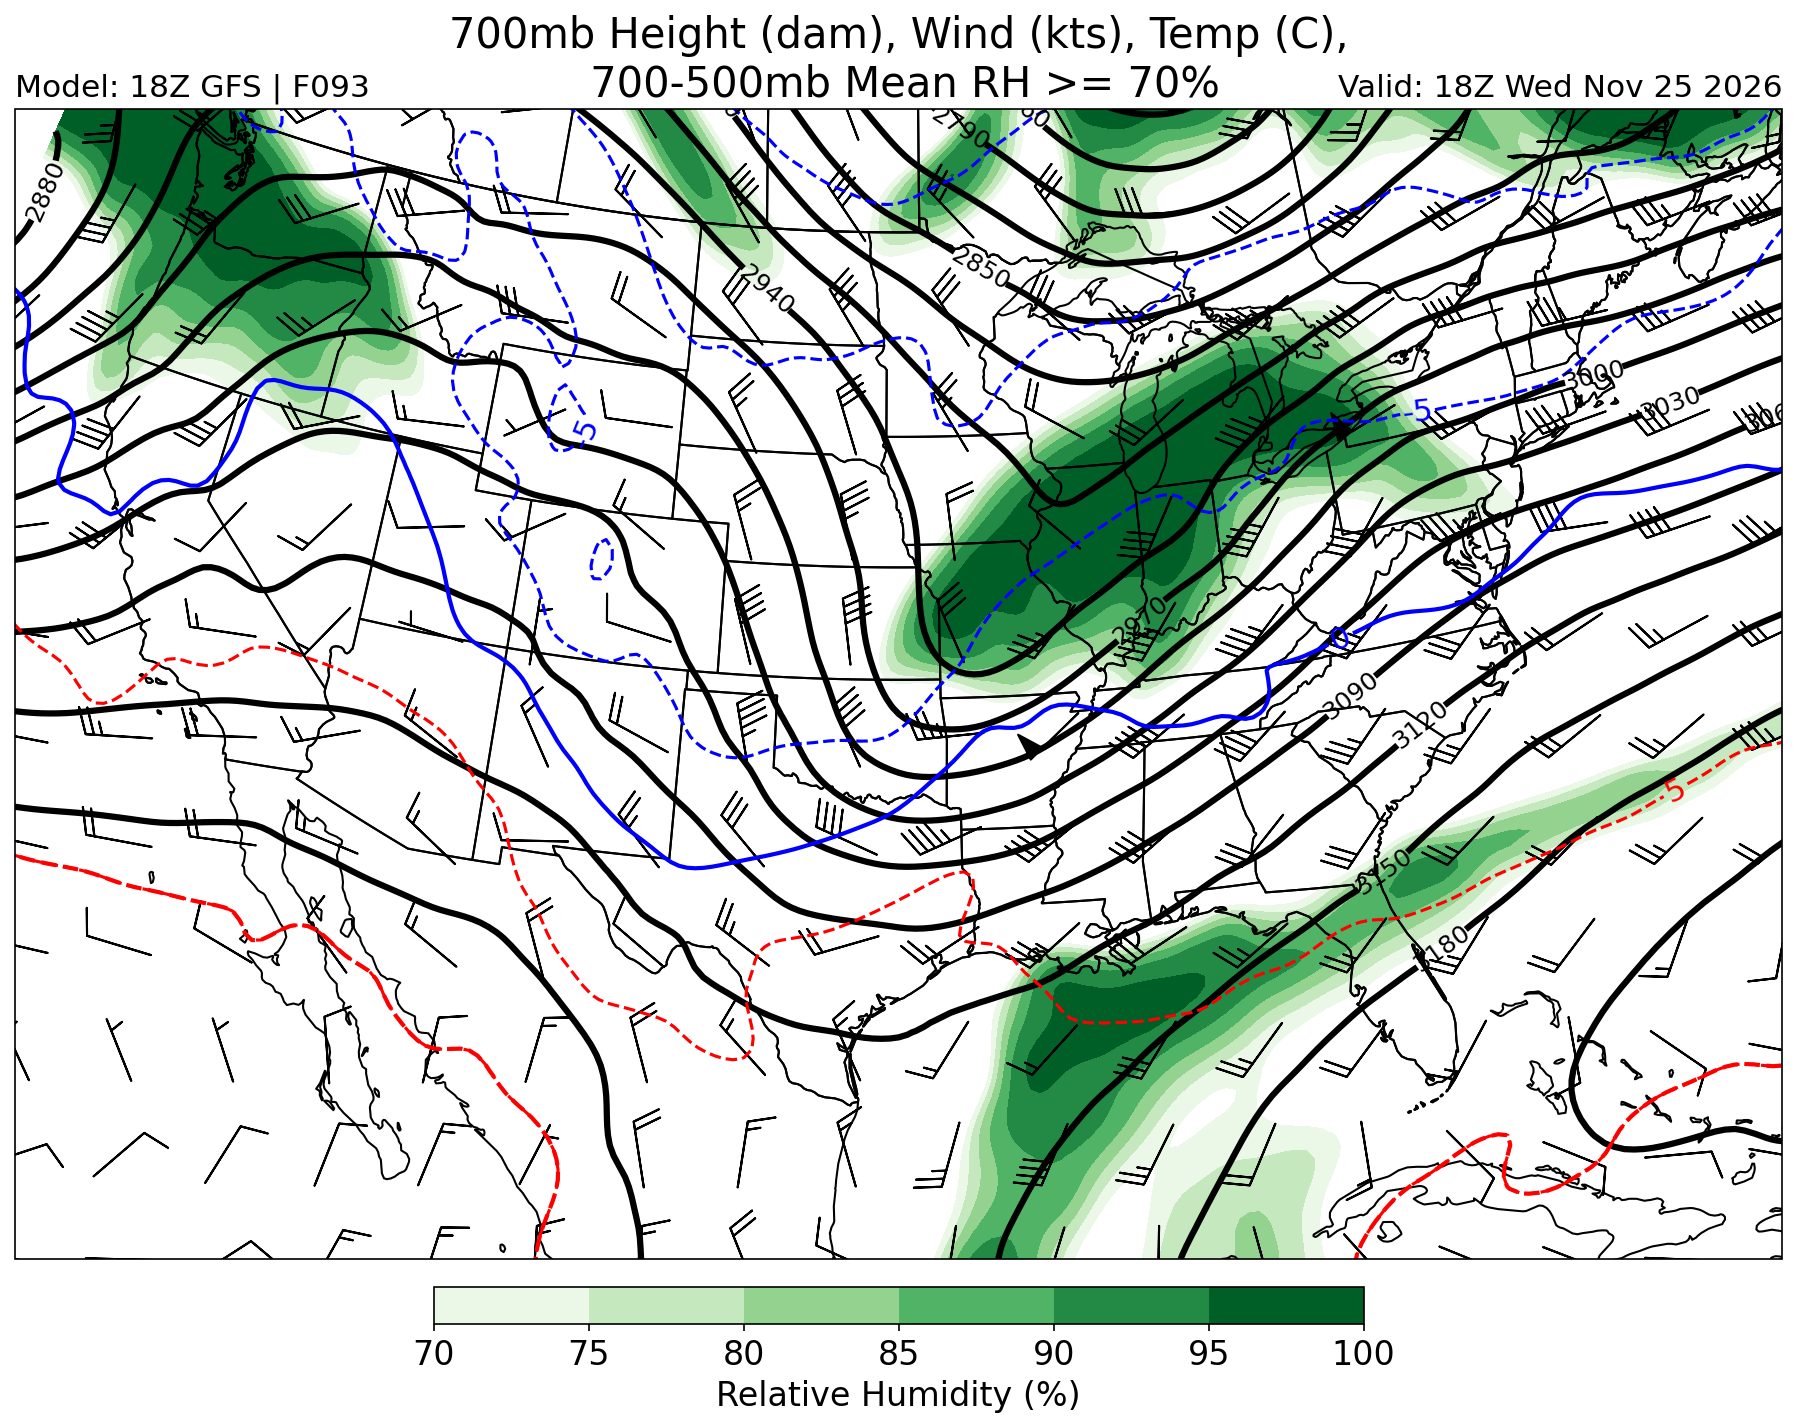 700mb Height (dam), Wind (kts), Temp (C),
700-500mb Mean RH >= 70%
Model: 18Z GFS | F093
Valid: 18Z Wed Nov 25 2026
2880
2790
2850
2940
3000
3030
5
-5
-5
2970
0
3090
3120
5
3150
3180
70 75 80 85 90 95 100
Relative Humidity (%)